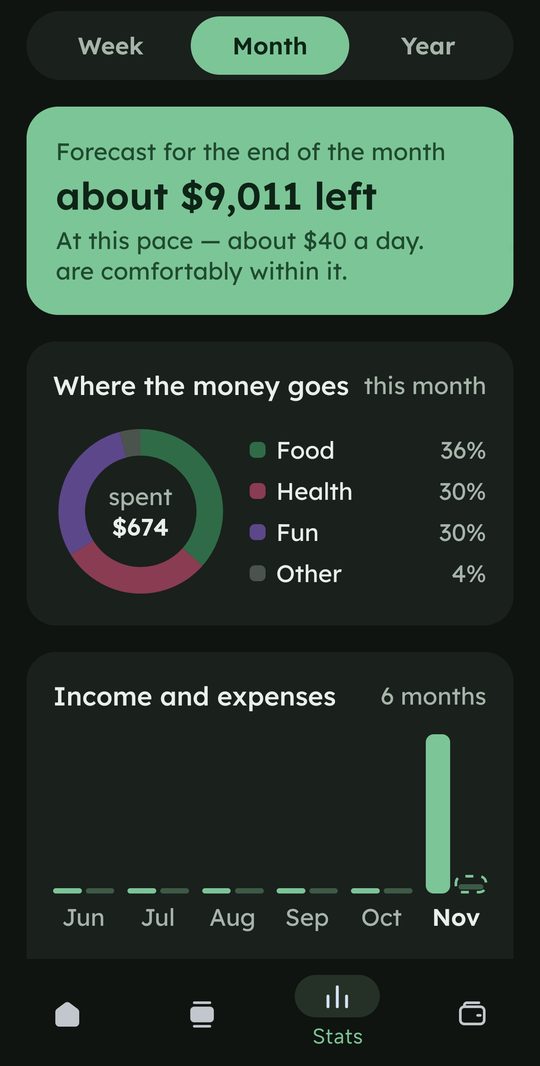 Week Month Year
Forecast for the end of the month
about $9,011 left
At this pace — about $40 a day.
are comfortably within it.
Where the money goes this month
spent
$674
Food 36%
Health 30%
Fun 30%
Other 4%
Income and expenses 6 months
Jun Jul Aug Sep Oct Nov
Stats